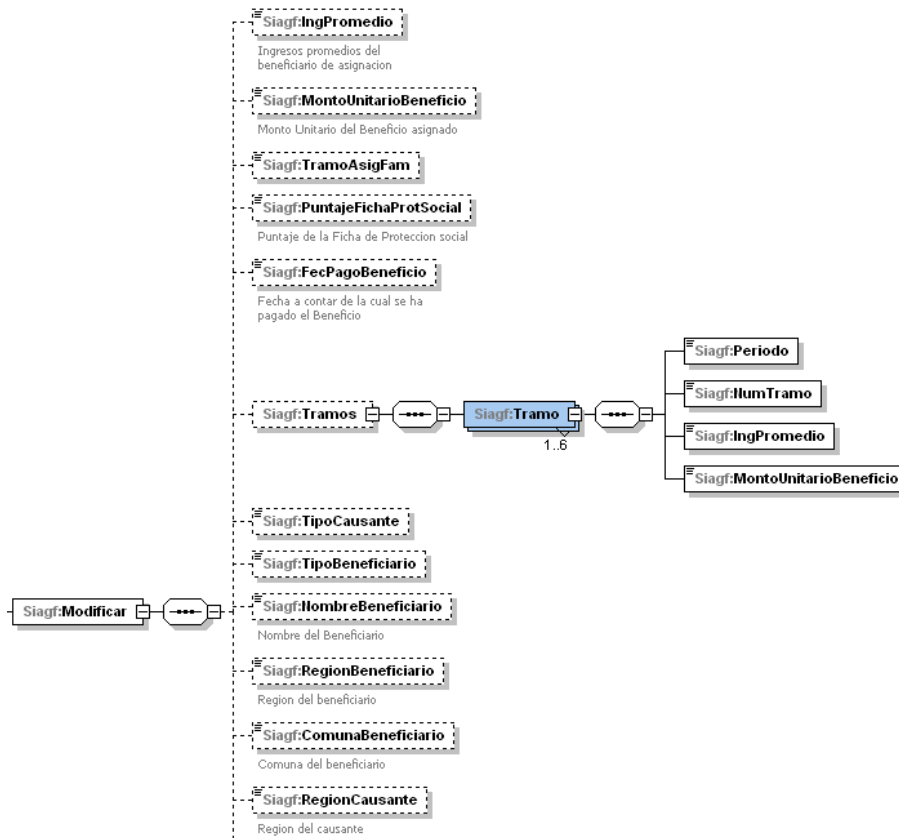 Siagf:IngPromedio
Ingresos promedios del
beneficiario de asignacion
Siagf:MontoUnitarioBeneficio
Monto Unitario del Beneficio asignado
Siagf:TramoAsigFam
Siagf:PuntajeFichaProtSocial
Puntaje de la Ficha de Proteccion social
Siagf:FecPagoBeneficio
Fecha a contar de la cual se ha
pagado el Beneficio
Siagf:Periodo
Siagf:NumTramo
Siagf:Tramos
Siagf:Tramo
1..6
Siagf:IngPromedio
Siagf:MontoUnitarioBeneficio
Siagf:TipoCausante
Siagf:TipoBeneficiario
Siagf:Modificar
Siagf:NombreBeneficiario
Nombre del Beneficiario
Siagf:RegionBeneficiario
Region del beneficiario
Siagf:ComunaBeneficiario
Comuna del beneficiario
Siagf:RegionCausante
Region del causante